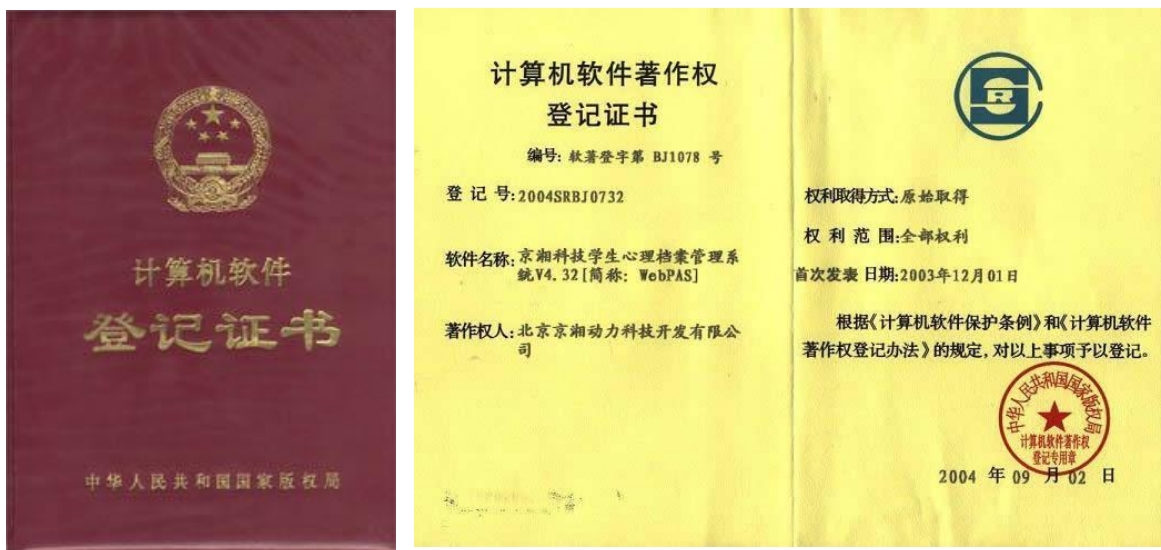 计算机软件
登记证书
中华人民共和国国家版权局
计算机软件著作权
登记证书
编号: 软著登字第 BJ1078 号
登 记 号: 2004SRBJ0732
软件名称: 京湘科技学生心理档案管理系
统V4.32[简称: WebPAS]
著作权人: 北京京湘动力科技开发有限公
司
权利取得方式: 原始取得
权 利 范 围: 全部权利
首次发表 日期: 2003年12月01日
根据《计算机软件保护条例》和《计算机软件
著作权登记办法》的规定, 对以上事项予以登记。
中华人民共和国国家版权局
计算机软件著作权
登记专用章
2004 年 09 月 02 日